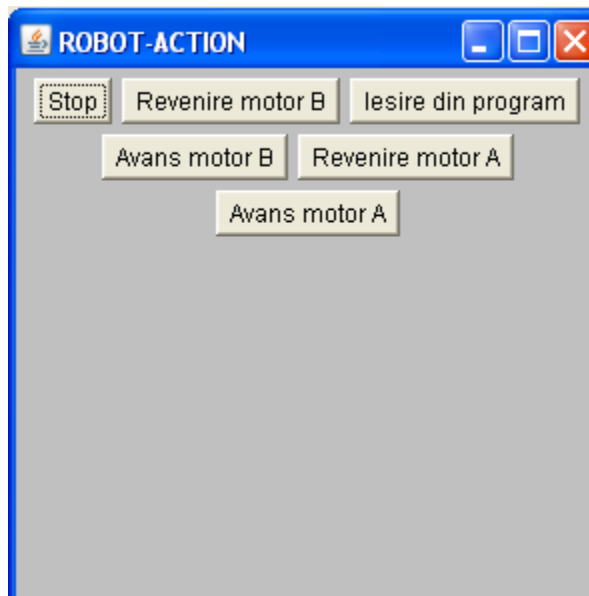 ROBOT-ACTION
Stop Revenire motor B Iesire din program
Avans motor B Revenire motor A
Avans motor A